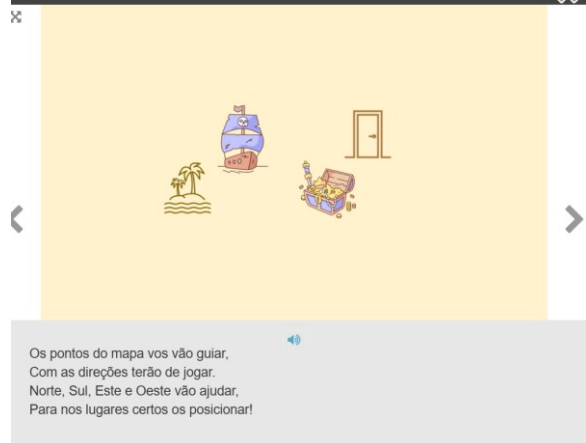 Os pontos do mapa vos vão guiar,
Com as direções terão de jogar.
Norte, Sul, Este e Oeste vão ajudar,
Para nos lugares certos os posicionar!